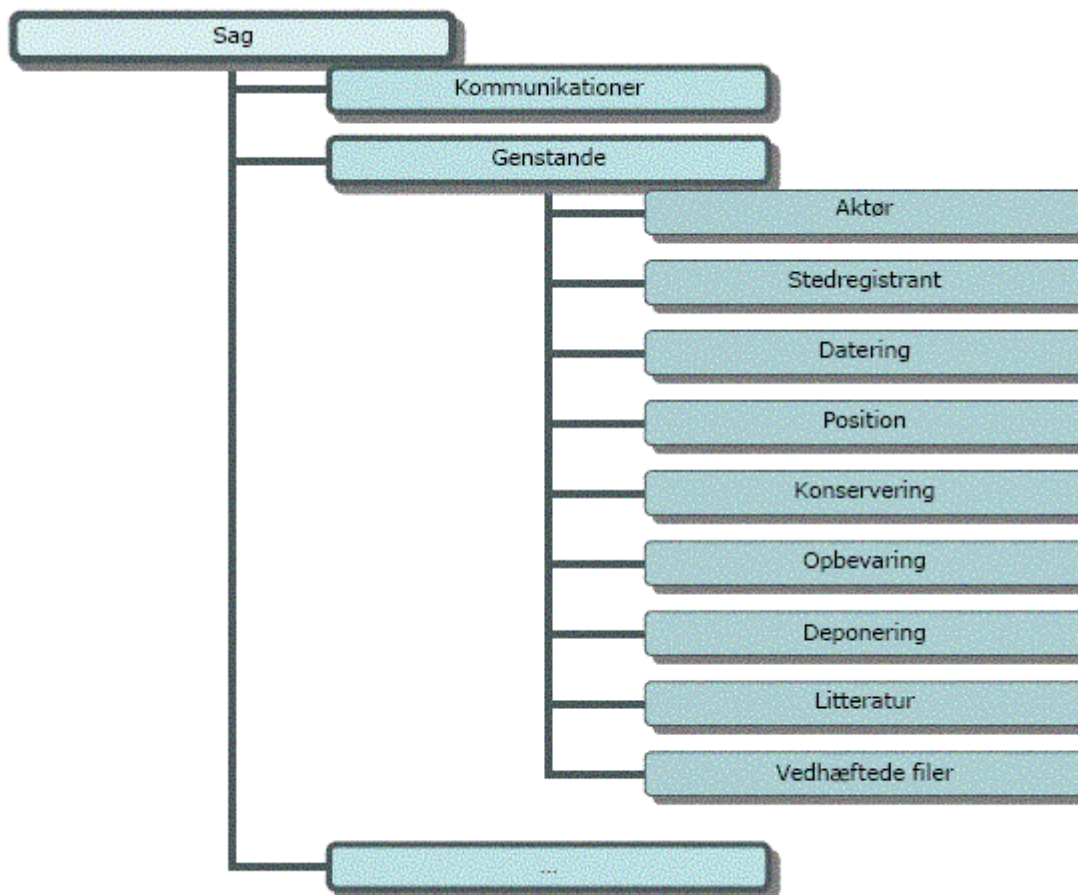 Sag
Kommunikationer
Genstande
Aktør
Stedregistrant
Datering
Position
Konservering
Opbevaring
Deponering
Litteratur
Vedhæftede filer
...